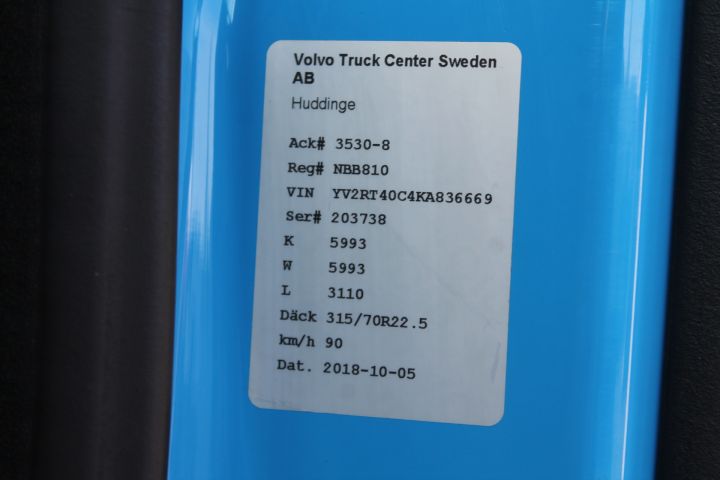 Volvo Truck Center Sweden
AB
Huddinge
Ack# 3530-8
Reg# NBB810
VIN YV2RT40C4KA836669
Ser# 203738
K 5993
W 5993
L 3110
Däck 315/70R22.5
km/h 90
Dat. 2018-10-05